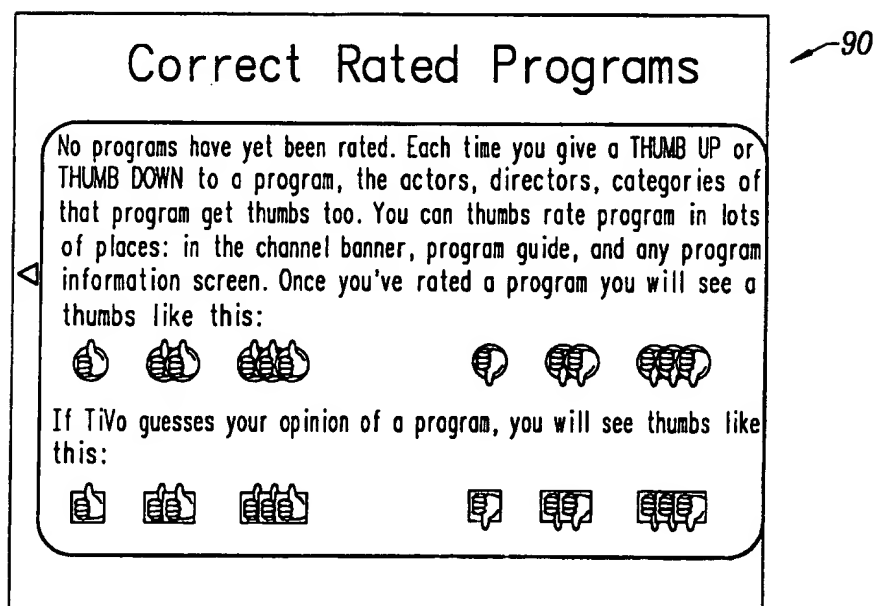 Correct Rated Programs
90
No programs have yet been rated. Each time you give a THUMB UP or
THUMB DOWN to a program, the actors, directors, categories of
that program get thumbs too. You can thumbs rate program in lots
of places: in the channel banner, program guide, and any program
information screen. Once you've rated a program you will see a
thumbs like this:
If TiVo guesses your opinion of a program, you will see thumbs like
this: